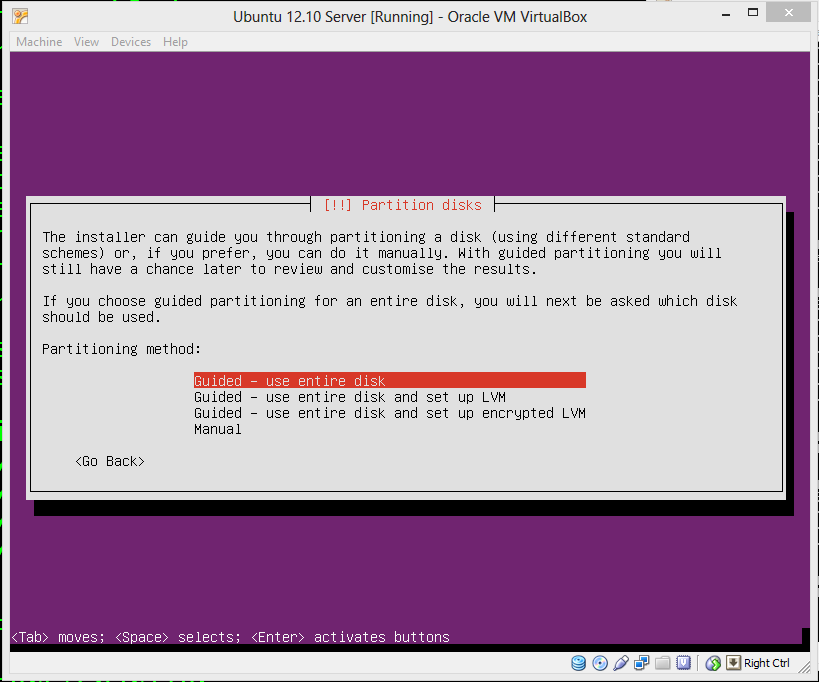 Ubuntu 12.10 Server [Running] - Oracle VM VirtualBox
Machine View Devices Help
[!!] Partition disks
The installer can guide you through partitioning a disk (using different standard
schemes) or, if you prefer, you can do it manually. With guided partitioning you will
still have a chance later to review and customise the results.
If you choose guided partitioning for an entire disk, you will next be asked which disk
should be used.
Partitioning method:
Guided - use entire disk
Guided - use entire disk and set up LVM
Guided - use entire disk and set up encrypted LVM
Manual
<Go Back>
<Tab> moves; <Space> selects; <Enter> activates buttons
Right Ctrl